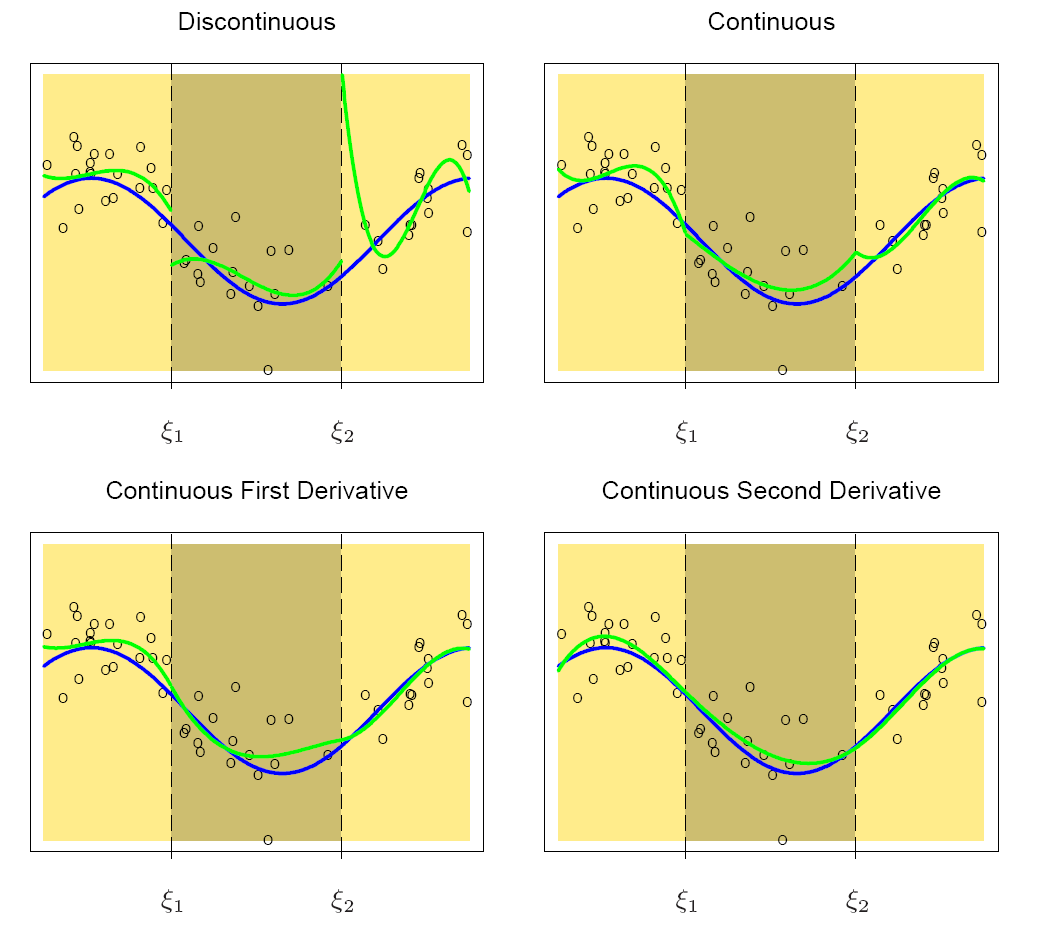 Discontinuous
Continuous
ξ1
ξ2
ξ1
ξ2
Continuous First Derivative
Continuous Second Derivative
ξ1
ξ2
ξ1
ξ2